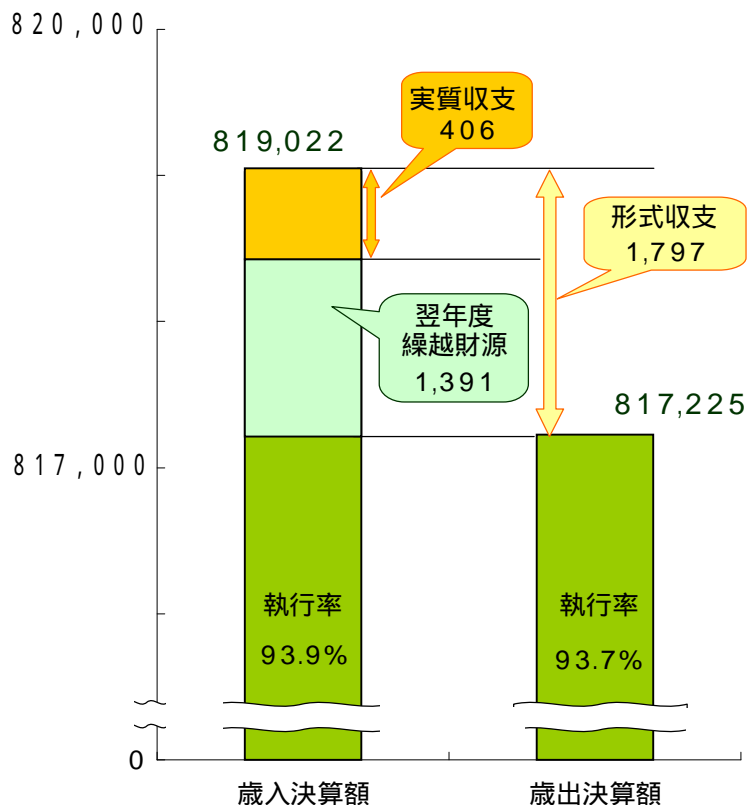 820,000
実質収支
406
819,022
形式収支
1,797
翌年度
繰越財源
1,391
817,225
817,000
執行率
93.9%
執行率
93.7%
0
歳入決算額
歳出決算額